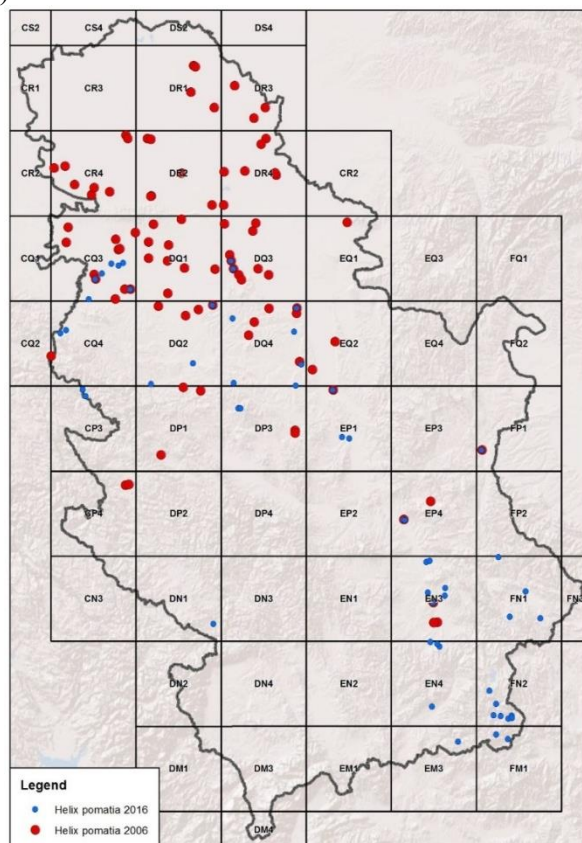 )
CS2 CS4 DS2 DS4
CR1 CR3 DR1 DR3
CR2 CR4 DR2 DR4 CR2
CQ1 CQ3 DQ1 DQ3 EQ1 EQ3 FQ1
CQ2 CQ4 DQ2 DQ4 EQ2 EQ4 FQ2
CP3 DP1 DP3 EP1 EP3 FP1
CP4 DP2 DP4 EP2 EP4 FP2
CN3 DN1 DN3 EN1 EN3 FN1 FN3
DN2 DN4 EN2 EN4 FN2
DM1 DM3 EM1 EM3 FM1
DM4
Legend
Helix pomatia 2016
Helix pomatia 2006